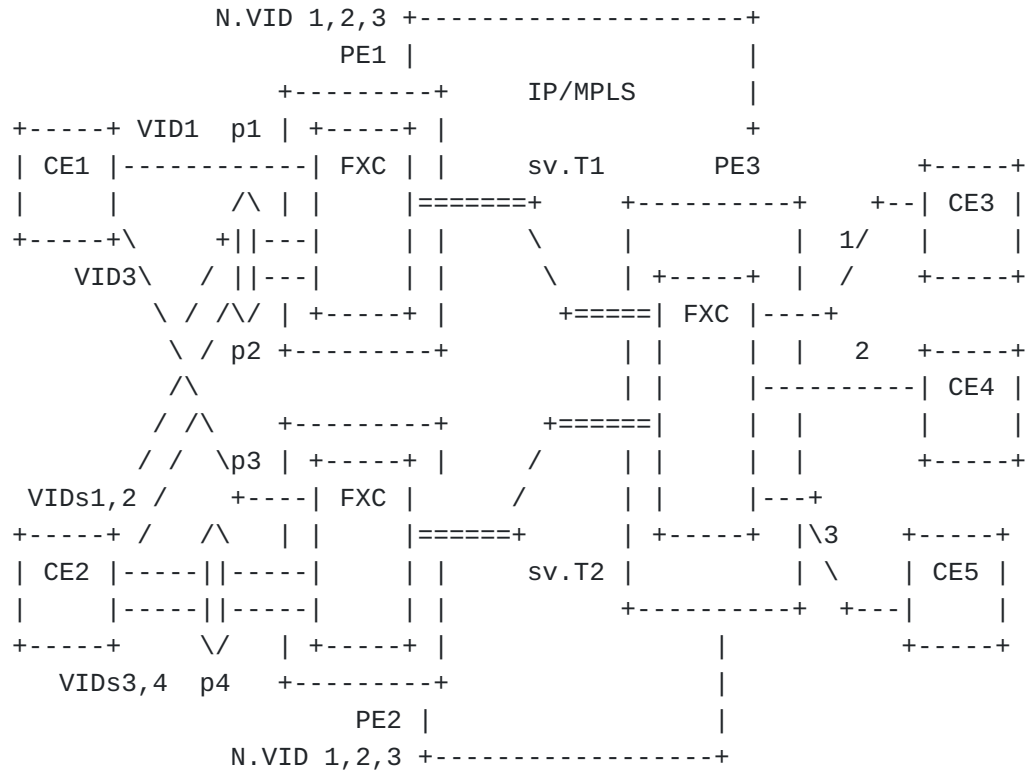 N.VID 1,2,3
PE1
IP/MPLS
VID1 p1
CE1 FXC sv.T1 PE3
CE3
1
VID3
FXC
p2 2
CE4
p3
VIDs1,2 FXC
3
CE2 sv.T2 CE5
VIDs3,4 p4
PE2
N.VID 1,2,3